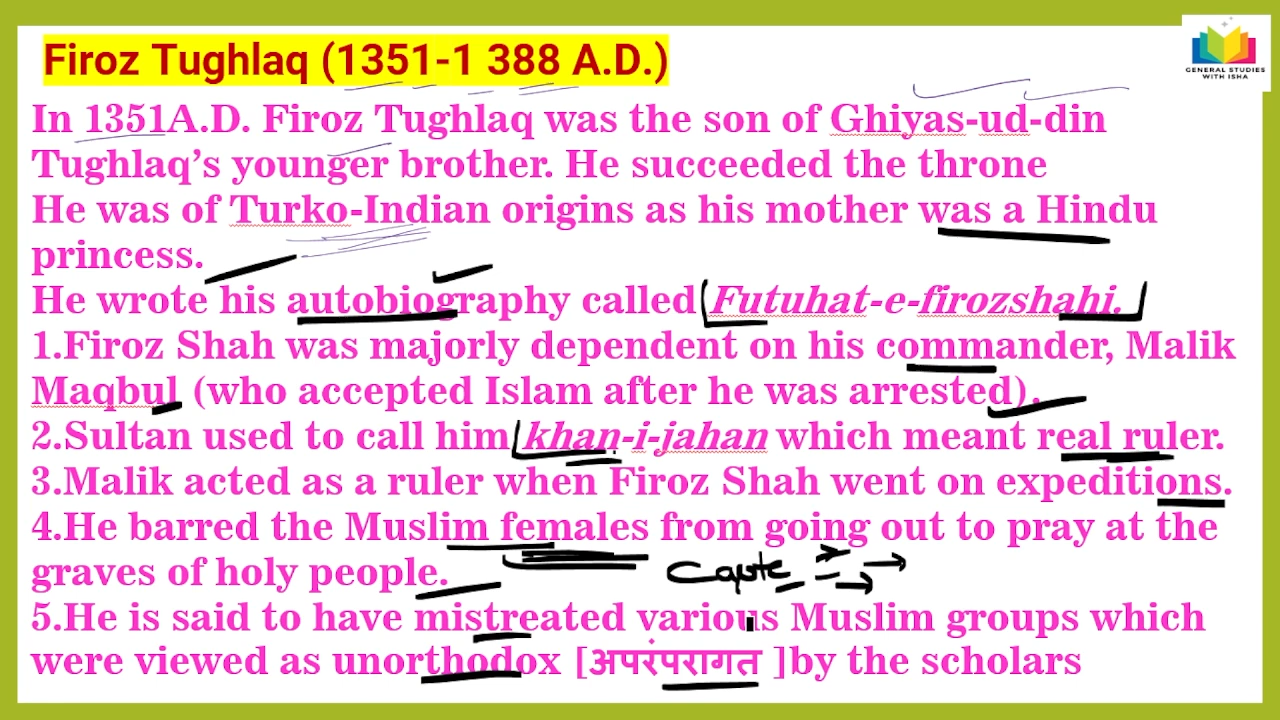 Firoz Tughlaq (1351-1 388 A.D.)
GENERAL STUDIES
WITH ISHA
In 1351A.D. Firoz Tughlaq was the son of Ghiyas-ud-din
Tughlaq’s younger brother. He succeeded the throne
He was of Turko-Indian origins as his mother was a Hindu
princess.
He wrote his autobiography called Futuhat-e-firozshahi.
1.Firoz Shah was majorly dependent on his commander, Malik
Maqbul (who accepted Islam after he was arrested).
2.Sultan used to call him khan-i-jahan which meant real ruler.
3.Malik acted as a ruler when Firoz Shah went on expeditions.
4.He barred the Muslim females from going out to pray at the
graves of holy people.
5.He is said to have mistreated various Muslim groups which
were viewed as unorthodox [अपरंपरागत ]by the scholars